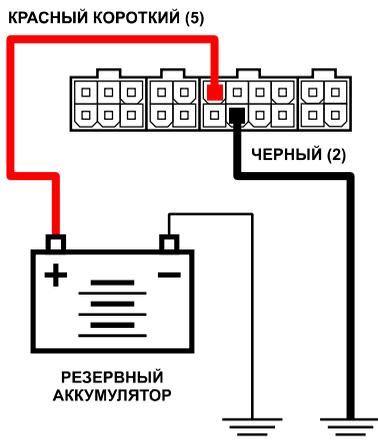 КРАСНЫЙ КОРОТКИЙ (5)
ЧЕРНЫЙ (2)
+ −
РЕЗЕРВНЫЙ
АККУМУЛЯТОР